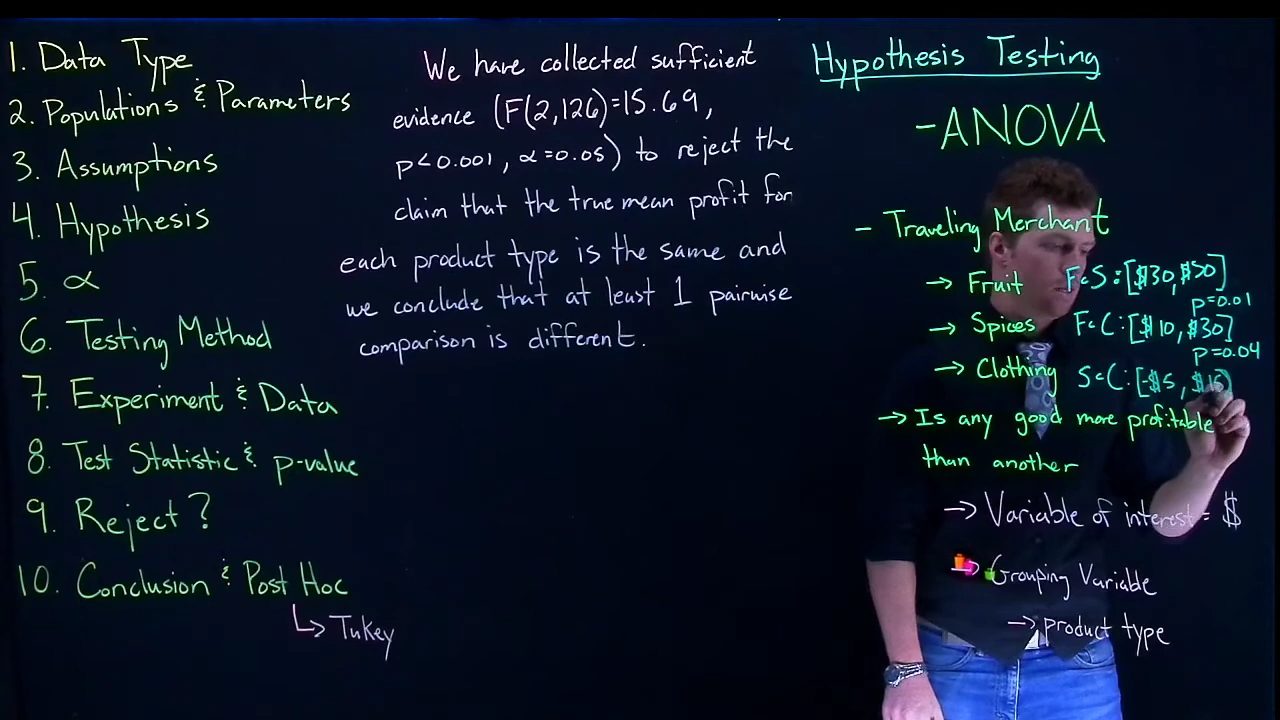 1. Data Type
2. Populations & Parameters
3. Assumptions
4. Hypothesis
5. α
6. Testing Method
7. Experiment & Data
8. Test Statistic & p-value
9. Reject?
10. Conclusion & Post Hoc
↳ Tukey
We have collected sufficient
evidence (F(2,126)=15.69,
p<0.001, α=0.05) to reject the
claim that the true mean profit for
each product type is the same and
we conclude that at least 1 pairwise
comparison is different.
Hypothesis Testing
-ANOVA
- Traveling Merchant
→ Fruit F&S:[$30,$50]
p=0.01
→ Spices F&C:[$10,$30]
p=0.04
→ Clothing S&C:[-$5, $15)
→ Is any good more profitable
than another
→ Variable of interest = $
→ Grouping Variable
→ product type